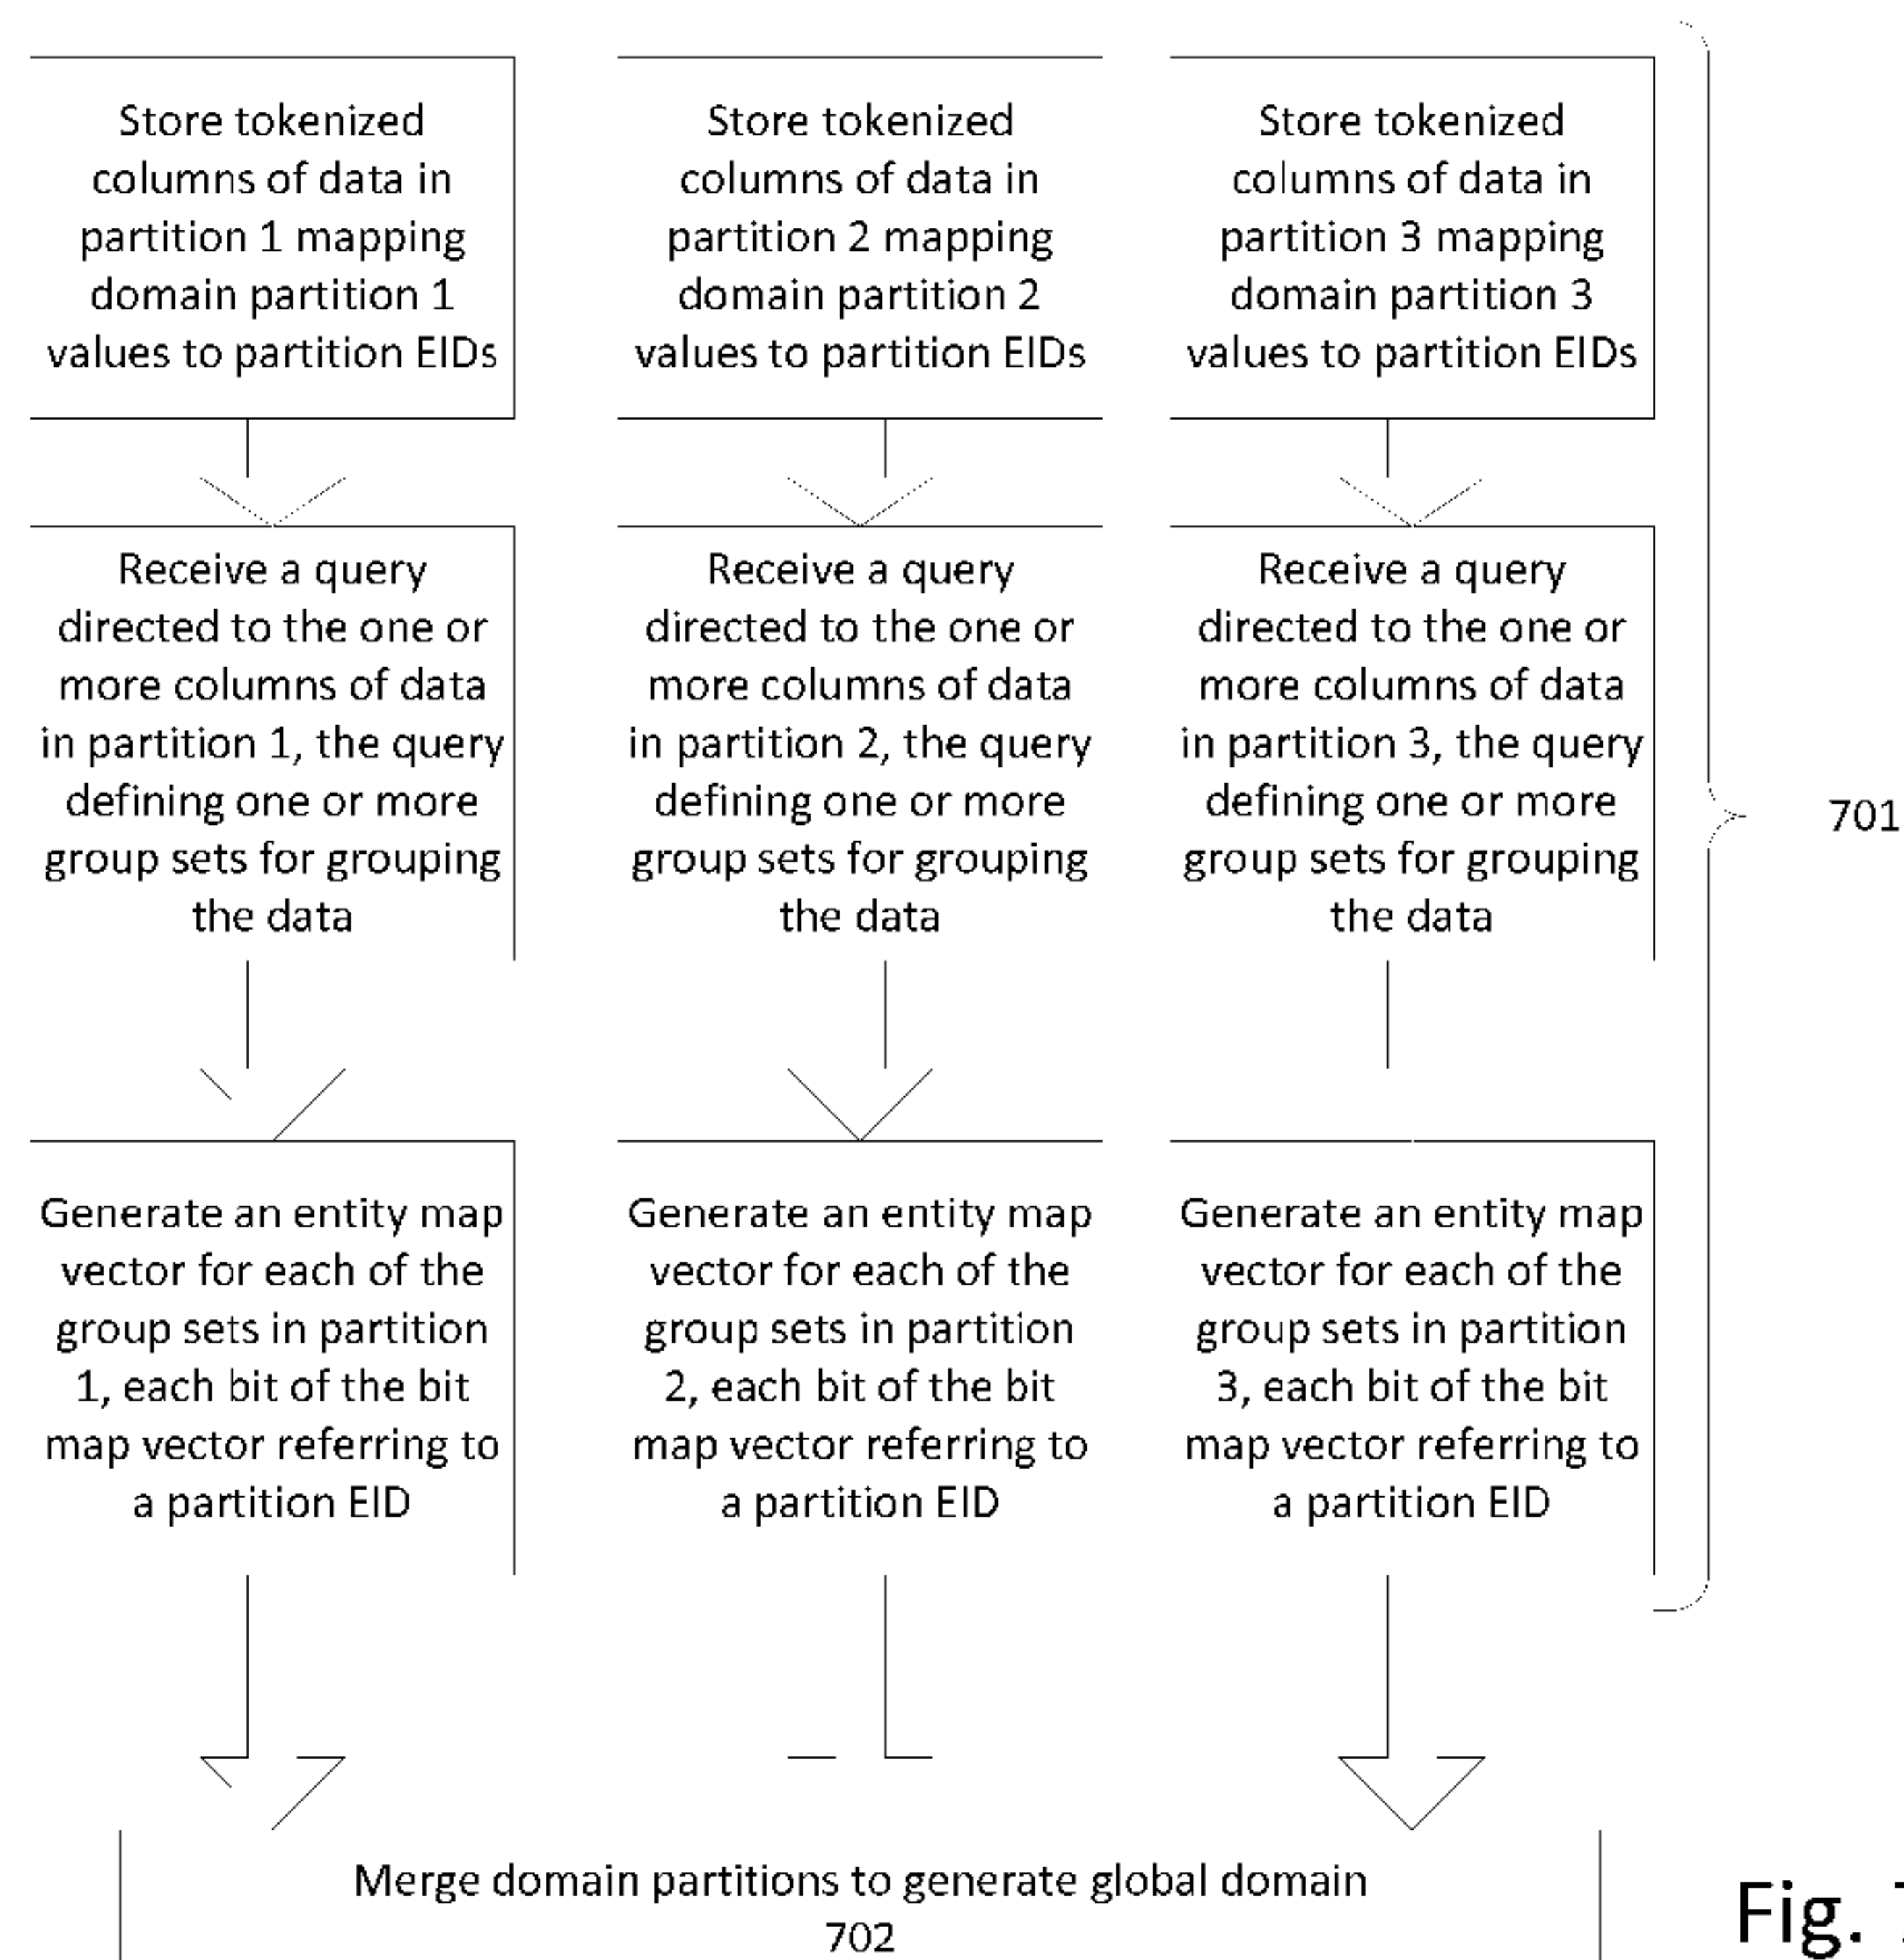 Store tokenized
columns of data in
partition 1 mapping
domain partition 1
values to partition EIDs
Store tokenized
columns of data in
partition 2 mapping
domain partition 2
values to partition EIDs
Store tokenized
columns of data in
partition 3 mapping
domain partition 3
values to partition EIDs
Receive a query
directed to the one or
more columns of data
in partition 1, the query
defining one or more
group sets for grouping
the data
Receive a query
directed to the one or
more columns of data
in partition 2, the query
defining one or more
group sets for grouping
the data
Receive a query
directed to the one or
more columns of data
in partition 3, the query
defining one or more
group sets for grouping
the data
701
Generate an entity map
vector for each of the
group sets in partition
1, each bit of the bit
map vector referring to
a partition EID
Generate an entity map
vector for each of the
group sets in partition
2, each bit of the bit
map vector referring to
a partition EID
Generate an entity map
vector for each of the
group sets in partition
3, each bit of the bit
map vector referring to
a partition EID
Merge domain partitions to generate global domain
702
Fig.